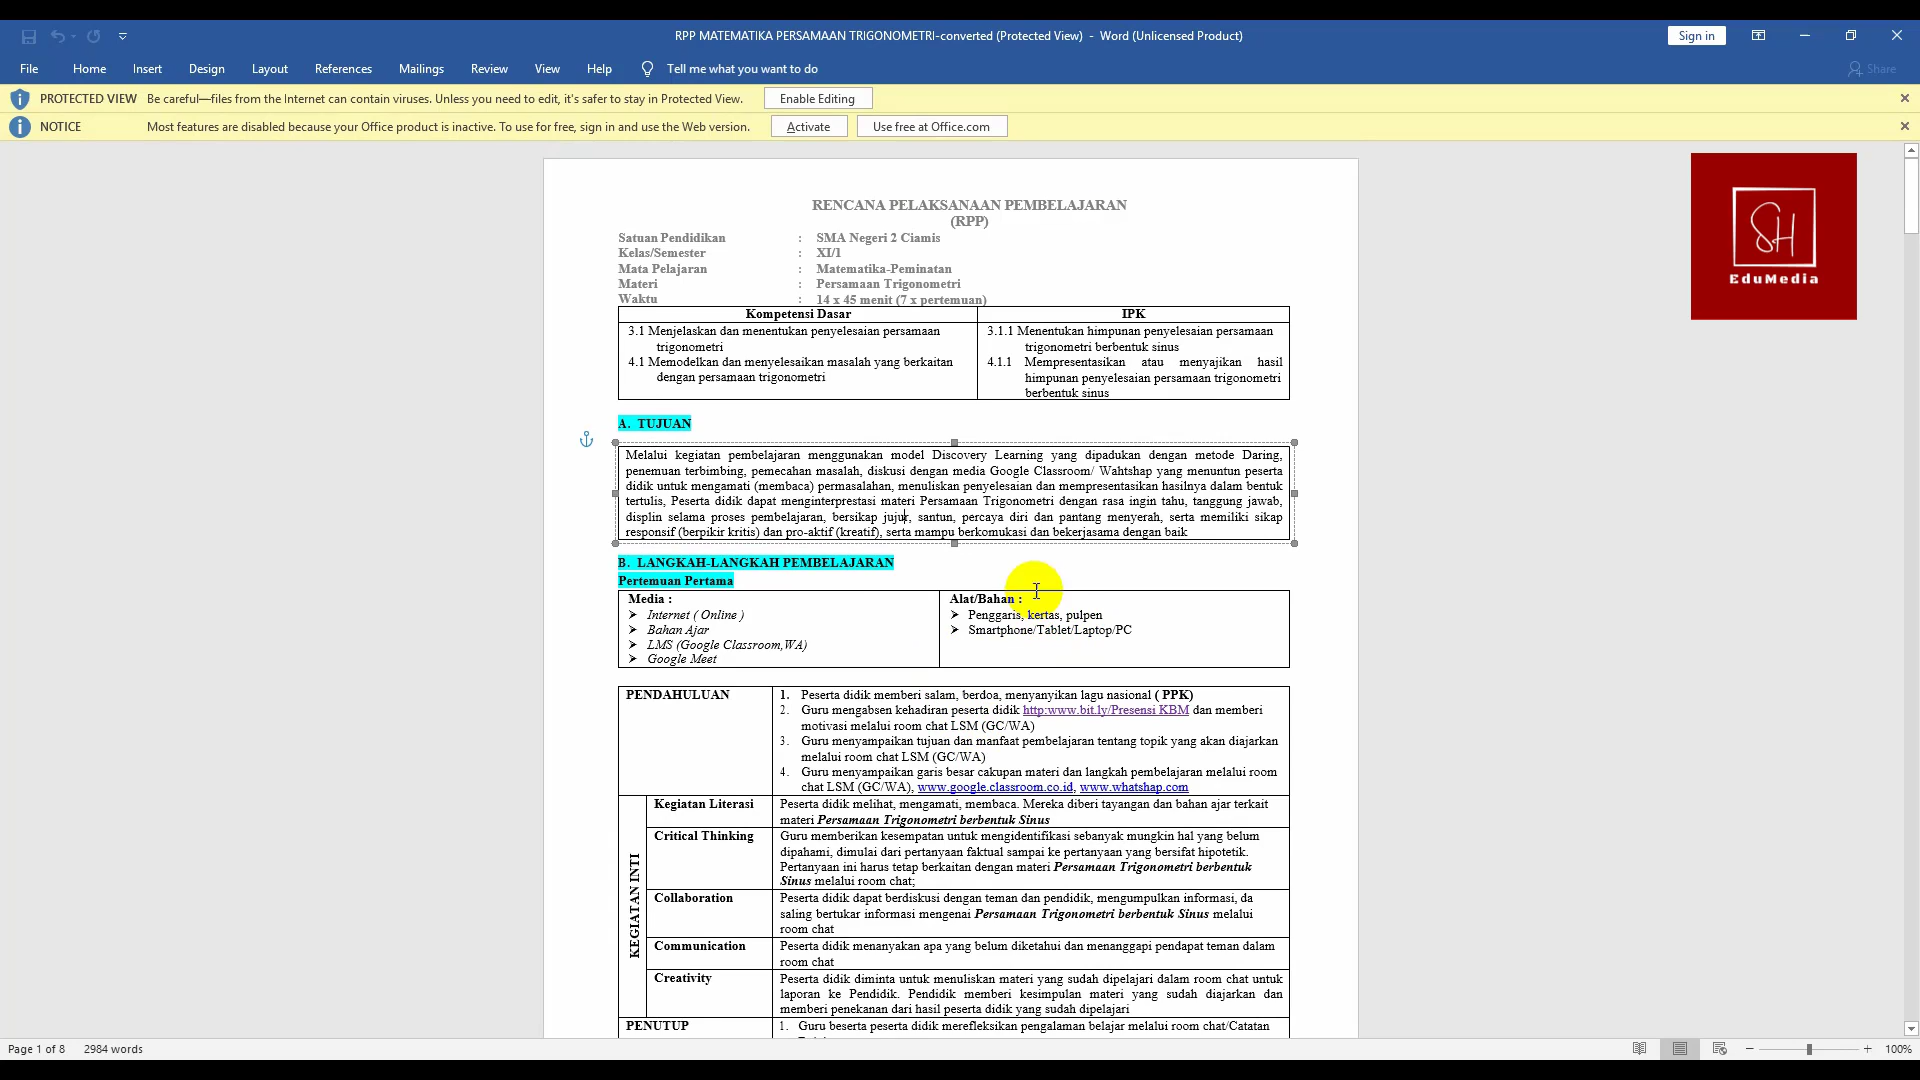 RPP MATEMATIKA PERSAMAAN TRIGONOMETRI-converted (Protected View) - Word (Unlicensed Product)
Sign in
File Home Insert Design Layout References Mailings Review View Help Tell me what you want to do
Share
PROTECTED VIEW Be careful—files from the Internet can contain viruses. Unless you need to edit, it's safer to stay in Protected View. Enable Editing
NOTICE Most features are disabled because your Office product is inactive. To use for free, sign in and use the Web version. Activate Use free at Office.com
SH
EduMedia
RENCANA PELAKSANAAN PEMBELAJARAN
(RPP)
Satuan Pendidikan : SMA Negeri 2 Ciamis
Kelas/Semester : XI/1
Mata Pelajaran : Matematika-Peminatan
Materi : Persamaan Trigonometri
Waktu : 14 x 45 menit (7 x pertemuan)
Kompetensi Dasar
3.1 Menjelaskan dan menentukan penyelesaian persamaan
trigonometri
4.1 Memodelkan dan menyelesaikan masalah yang berkaitan
dengan persamaan trigonometri
IPK
3.1.1 Menentukan himpunan penyelesaian persamaan
trigonometri berbentuk sinus
4.1.1 Mempresentasikan atau menyajikan hasil
himpunan penyelesaian persamaan trigonometri
berbentuk sinus
A. TUJUAN
Melalui kegiatan pembelajaran menggunakan model Discovery Learning yang dipadukan dengan metode Daring,
penemuan terbimbing, pemecahan masalah, diskusi dengan media Google Classroom/ Wahtshap yang menuntun peserta
didik untuk mengamati (membaca) permasalahan, menuliskan penyelesaian dan mempresentasikan hasilnya dalam bentuk
tertulis, Peserta didik dapat menginterprestasi materi Persamaan Trigonometri dengan rasa ingin tahu, tanggung jawab,
displin selama proses pembelajaran, bersikap jujur, santun, percaya diri dan pantang menyerah, serta memiliki sikap
responsif (berpikir kritis) dan pro-aktif (kreatif), serta mampu berkomukasi dan bekerjasama dengan baik
B. LANGKAH-LANGKAH PEMBELAJARAN
Pertemuan Pertama
Media :
➢ Internet ( Online )
➢ Bahan Ajar
➢ LMS (Google Classroom,WA)
➢ Google Meet
Alat/Bahan :
➢ Penggaris, kertas, pulpen
➢ Smartphone/Tablet/Laptop/PC
PENDAHULUAN
1. Peserta didik memberi salam, berdoa, menyanyikan lagu nasional ( PPK)
2. Guru mengabsen kehadiran peserta didik http:www.bit.ly/Presensi KBM dan memberi
motivasi melalui room chat LSM (GC/WA)
3. Guru menyampaikan tujuan dan manfaat pembelajaran tentang topik yang akan diajarkan
melalui room chat LSM (GC/WA)
4. Guru menyampaikan garis besar cakupan materi dan langkah pembelajaran melalui room
chat LSM (GC/WA), www.google.classroom.co.id, www.whatshap.com
KEGIATAN INTI
Kegiatan Literasi
Peserta didik melihat, mengamati, membaca. Mereka diberi tayangan dan bahan ajar terkait
materi Persamaan Trigonometri berbentuk Sinus
Critical Thinking
Guru memberikan kesempatan untuk mengidentifikasi sebanyak mungkin hal yang belum
dipahami, dimulai dari pertanyaan faktual sampai ke pertanyaan yang bersifat hipotetik.
Pertanyaan ini harus tetap berkaitan dengan materi Persamaan Trigonometri berbentuk
Sinus melalui room chat;
Collaboration
Peserta didik dapat berdiskusi dengan teman dan pendidik, mengumpulkan informasi, da
saling bertukar informasi mengenai Persamaan Trigonometri berbentuk Sinus melalui
room chat
Communication
Peserta didik menanyakan apa yang belum diketahui dan menanggapi pendapat teman dalam
room chat
Creativity
Peserta didik diminta untuk menuliskan materi yang sudah dipelajari dalam room chat untuk
laporan ke Pendidik. Pendidik memberi kesimpulan materi yang sudah diajarkan dan
memberi penekanan dari hasil peserta didik yang sudah dipelajari
PENUTUP
1. Guru beserta peserta didik merefleksikan pengalaman belajar melalui room chat/Catatan
Page 1 of 8 2984 words
100%